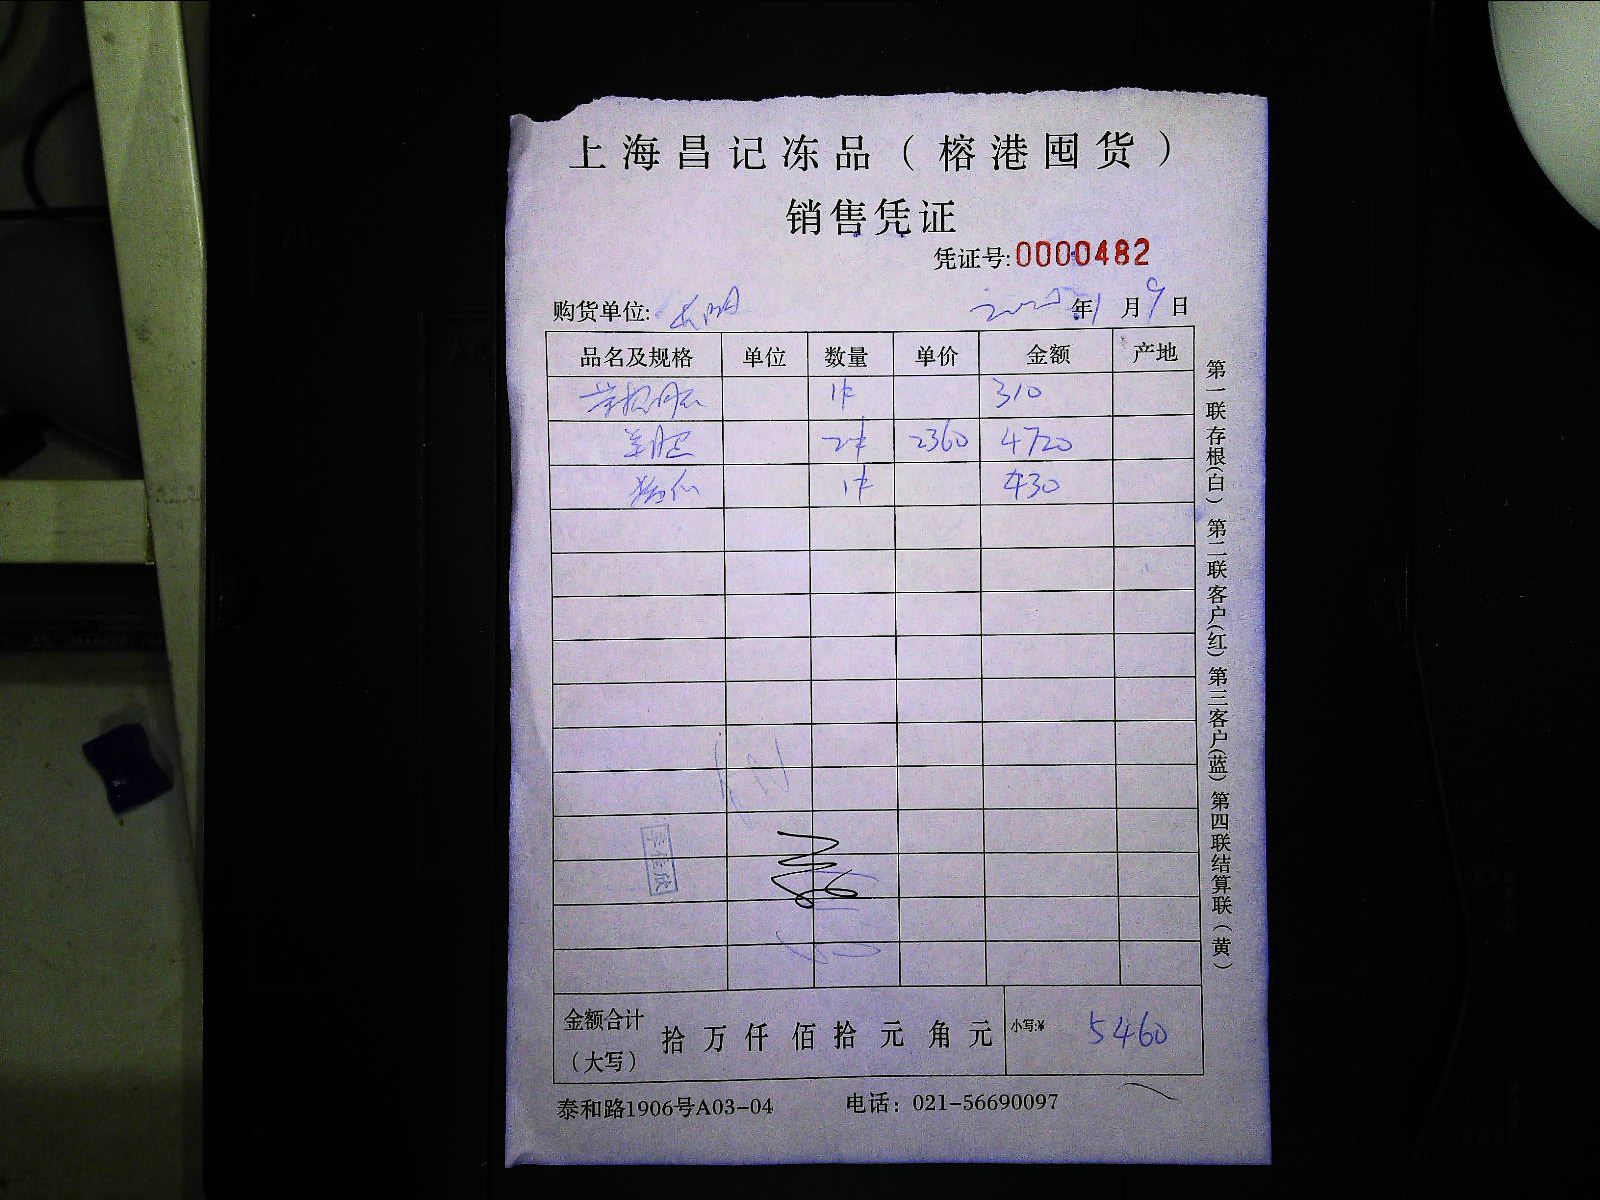 上海昌记冻品（榕港囤货）
销售凭证
凭证号:0000482
购货单位: 2025年1月9日
品名及规格 单位 数量 单价 金额 产地
1件 310
2件 2360 4720
1件 430
金额合计（大写） 拾万仟佰拾元角元 小写:¥ 5460
泰和路1906号A03-04 电话：021-56690097
第一联存根(白) 第二联客户(红) 第三客户(蓝) 第四联结算联（黄）